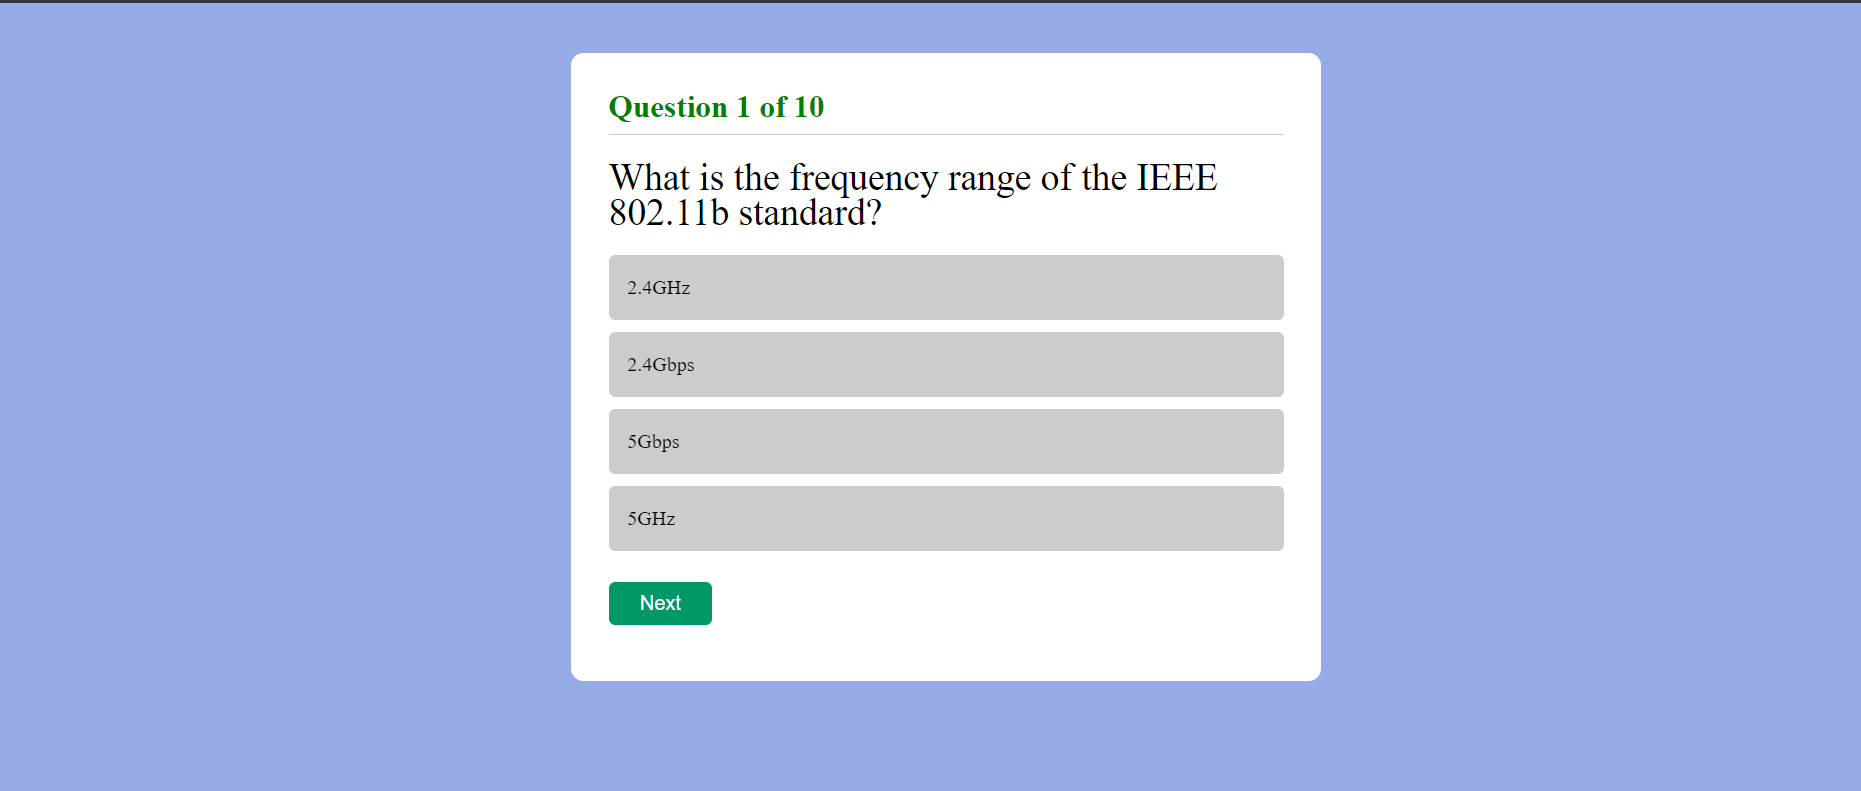 Question 1 of 10
What is the frequency range of the IEEE
802.11b standard?
2.4GHz
2.4Gbps
5Gbps
5GHz
Next